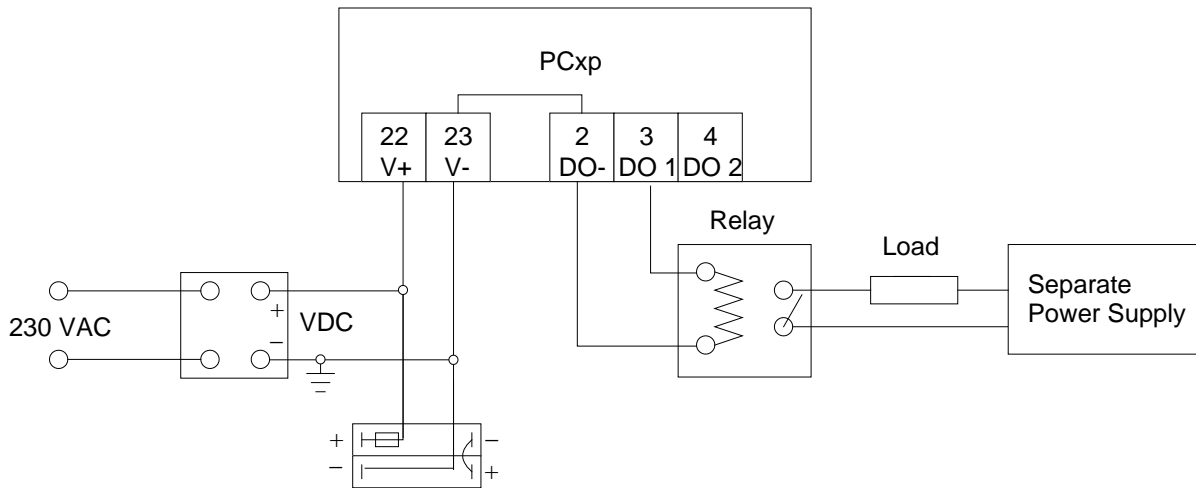 PCxp
22 23 2 3 4
V+ V- DO- DO 1 DO 2
Relay
Load
Separate
Power Supply
230 VAC
+
VDC
−
+ −
− +